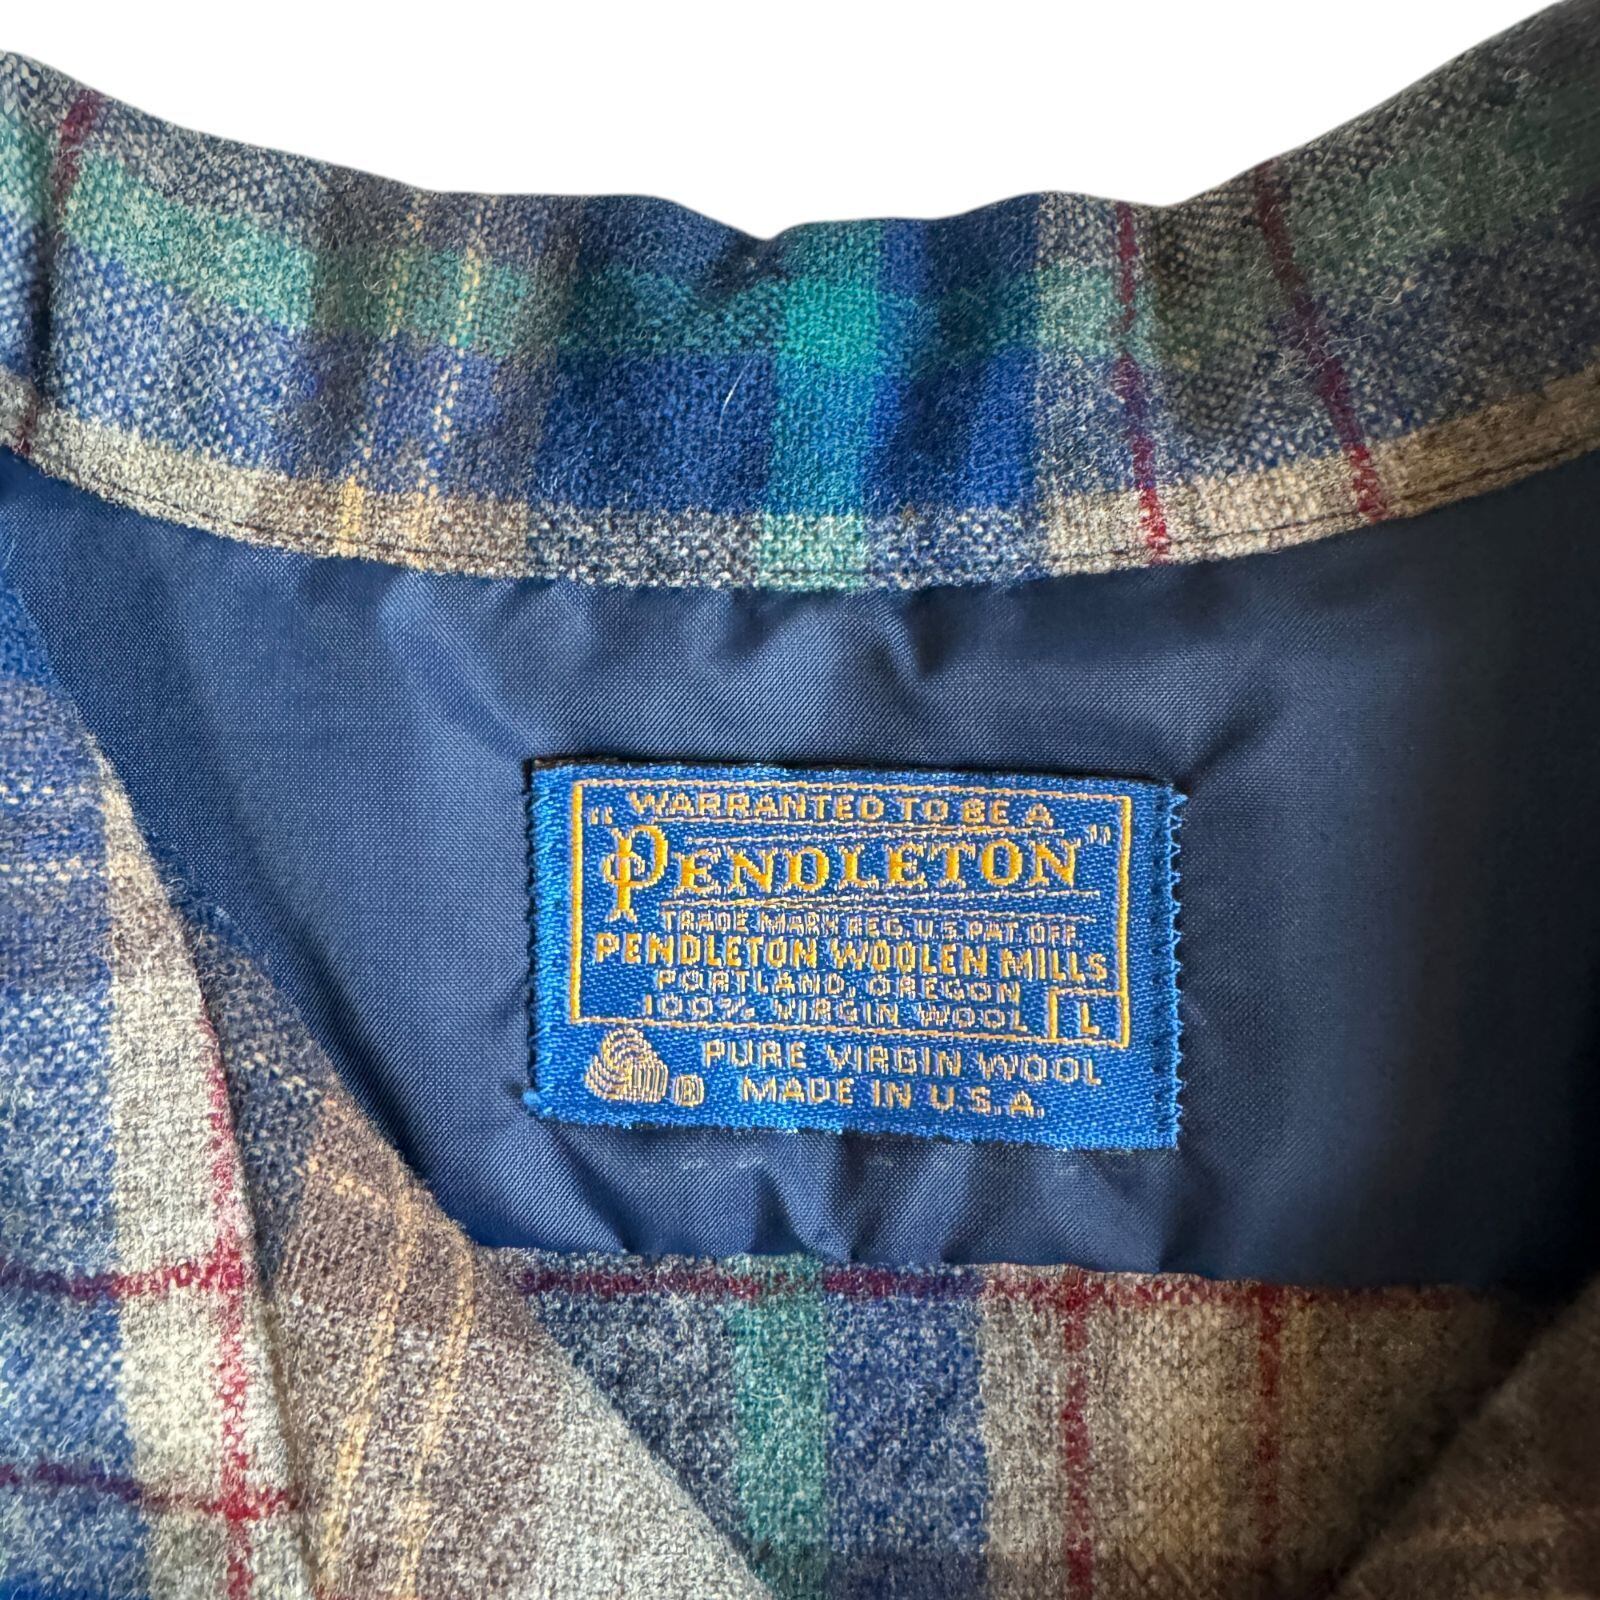 WARRANTED TO BE A
"PENDLETON"
TRADE MARK REG. U.S. PAT. OFF.
PENDLETON WOOLEN MILLS
PORTLAND, OREGON
100% VIRGIN WOOL L
PURE VIRGIN WOOL
® MADE IN U.S.A.